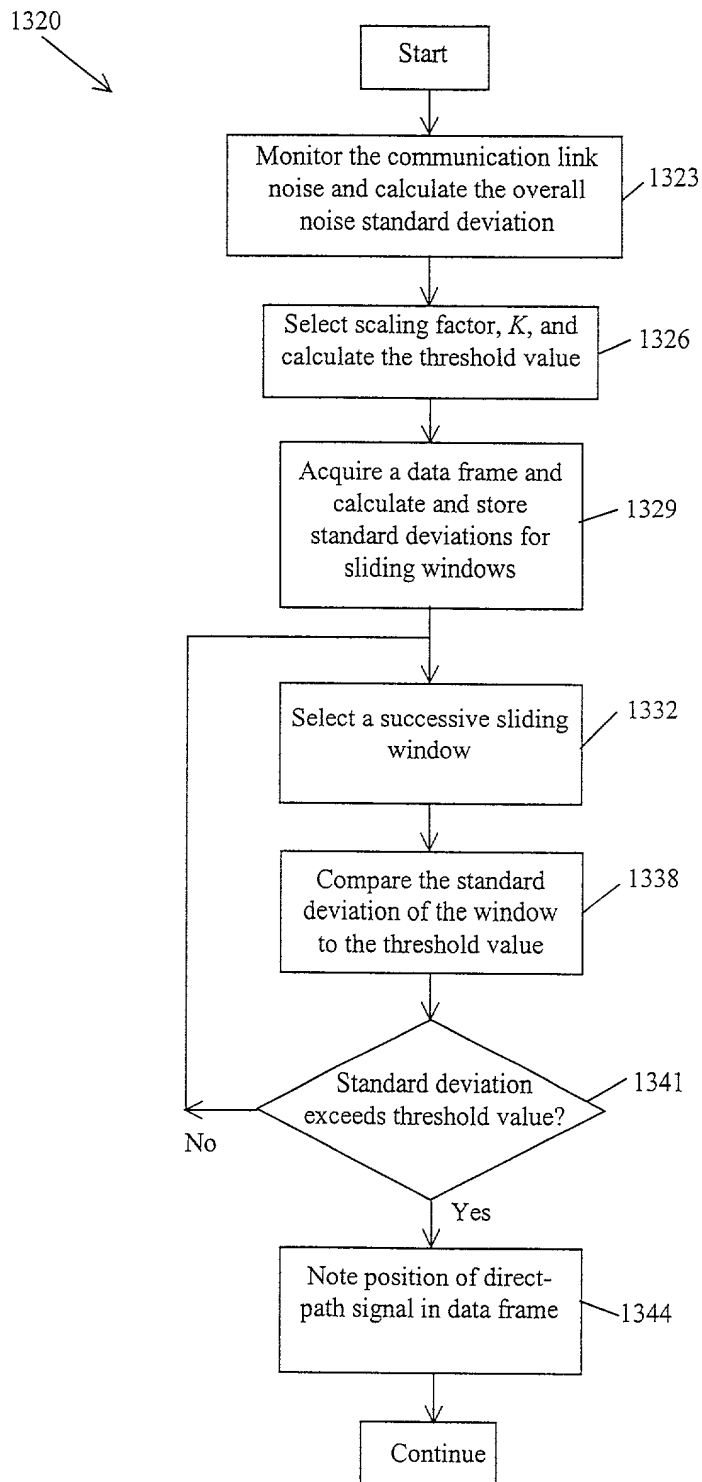 1320
Start
Monitor the communication link
noise and calculate the overall
noise standard deviation
1323
Select scaling factor, K, and
calculate the threshold value
1326
Acquire a data frame and
calculate and store
standard deviations for
sliding windows
1329
Select a successive sliding
window
1332
Compare the standard
deviation of the window
to the threshold value
1338
Standard deviation
exceeds threshold value?
1341
No
Yes
Note position of direct-
path signal in data frame
1344
Continue